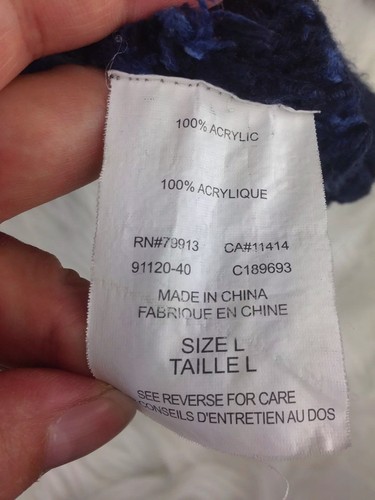 100% ACRYLIC
100% ACRYLIQUE
RN#79913 CA#11414
91120-40 C189693
MADE IN CHINA
FABRIQUE EN CHINE
SIZE L
TAILLE L
SEE REVERSE FOR CARE
CONSEILS D'ENTRETIEN AU DOS